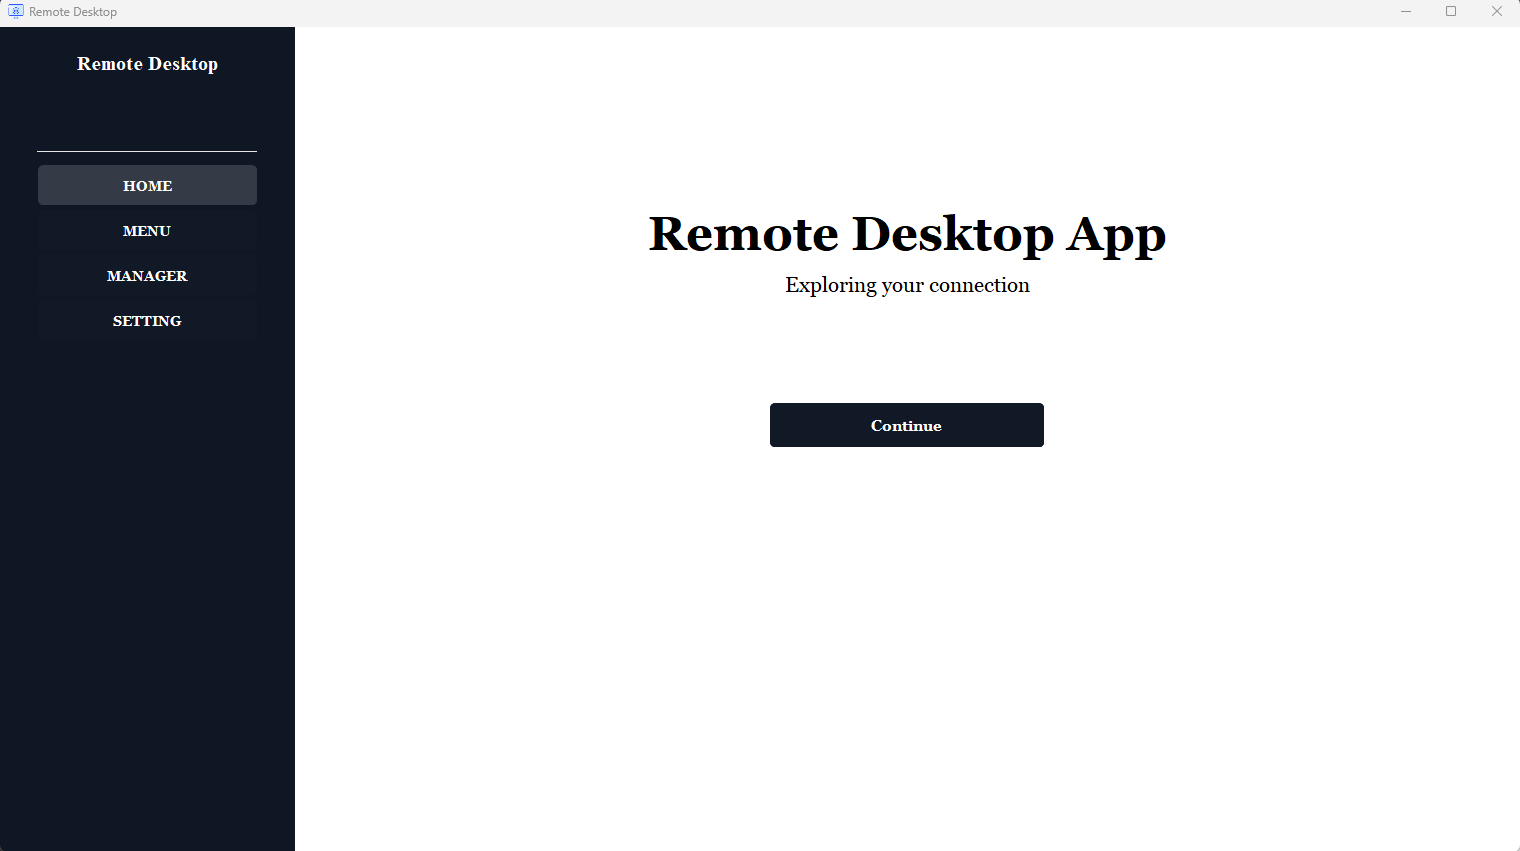 Remote Desktop
Remote Desktop
HOME
MENU
MANAGER
SETTING
Remote Desktop App
Exploring your connection
Continue